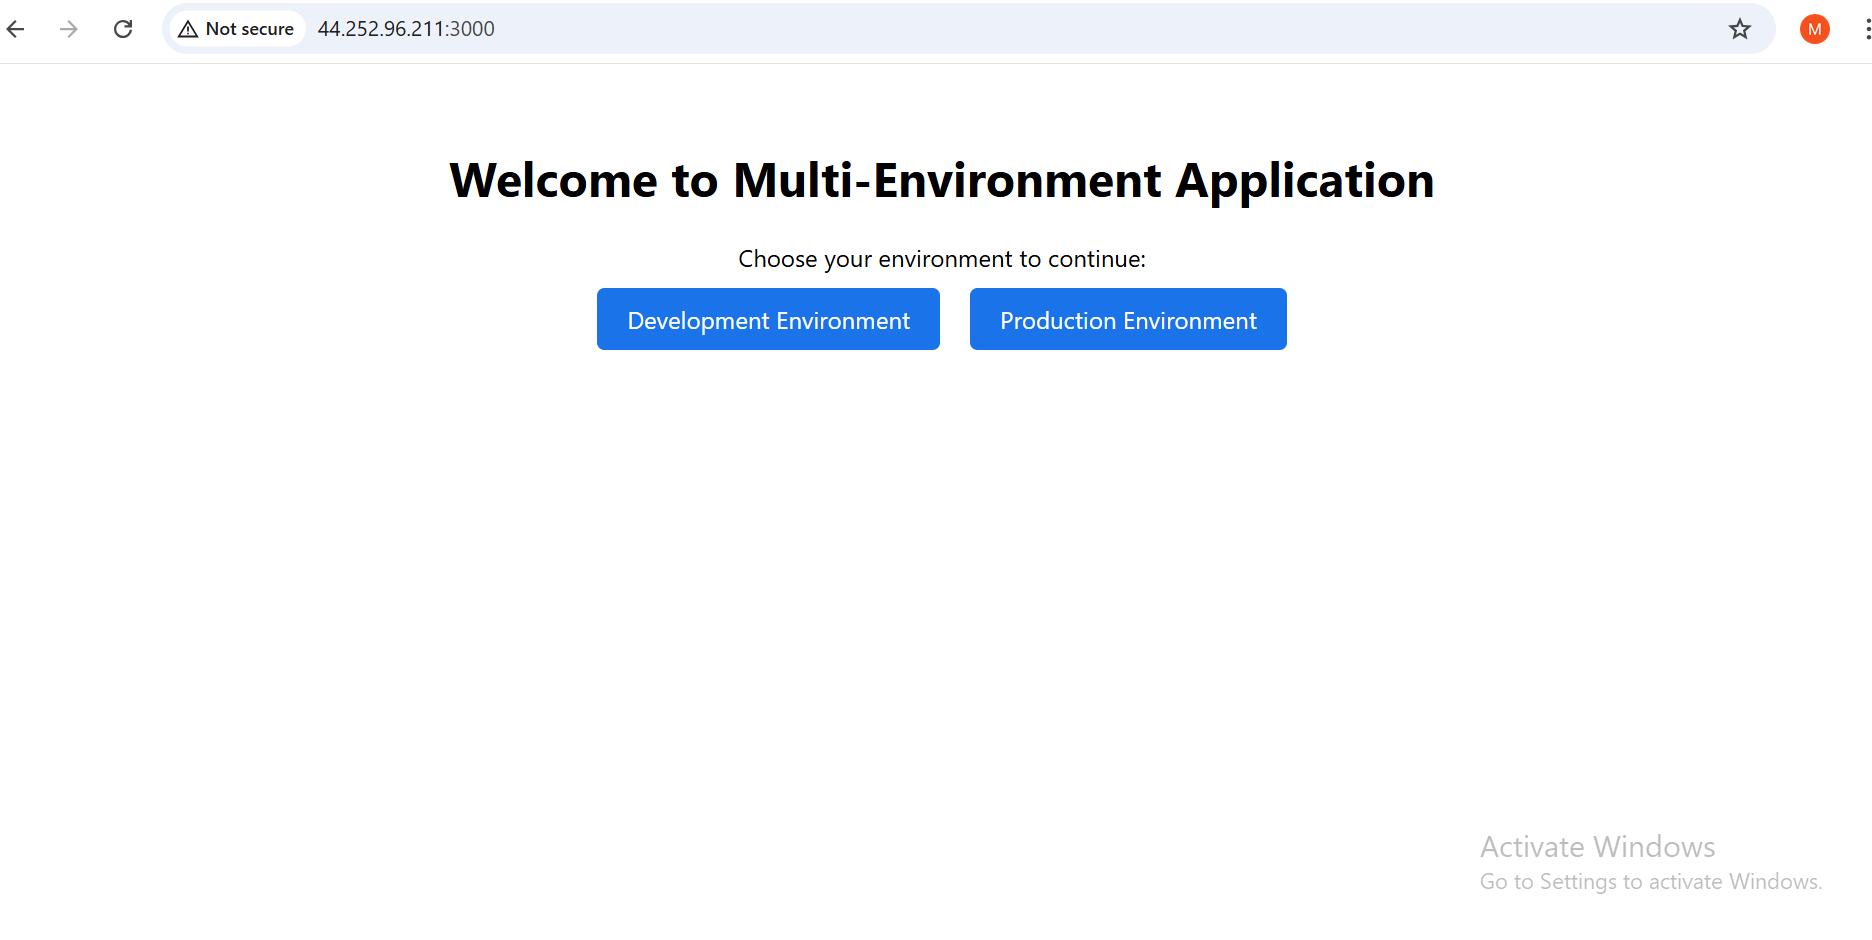 Not secure 44.252.96.211:3000 M
Welcome to Multi-Environment Application
Choose your environment to continue:
Development Environment Production Environment
Activate Windows
Go to Settings to activate Windows.